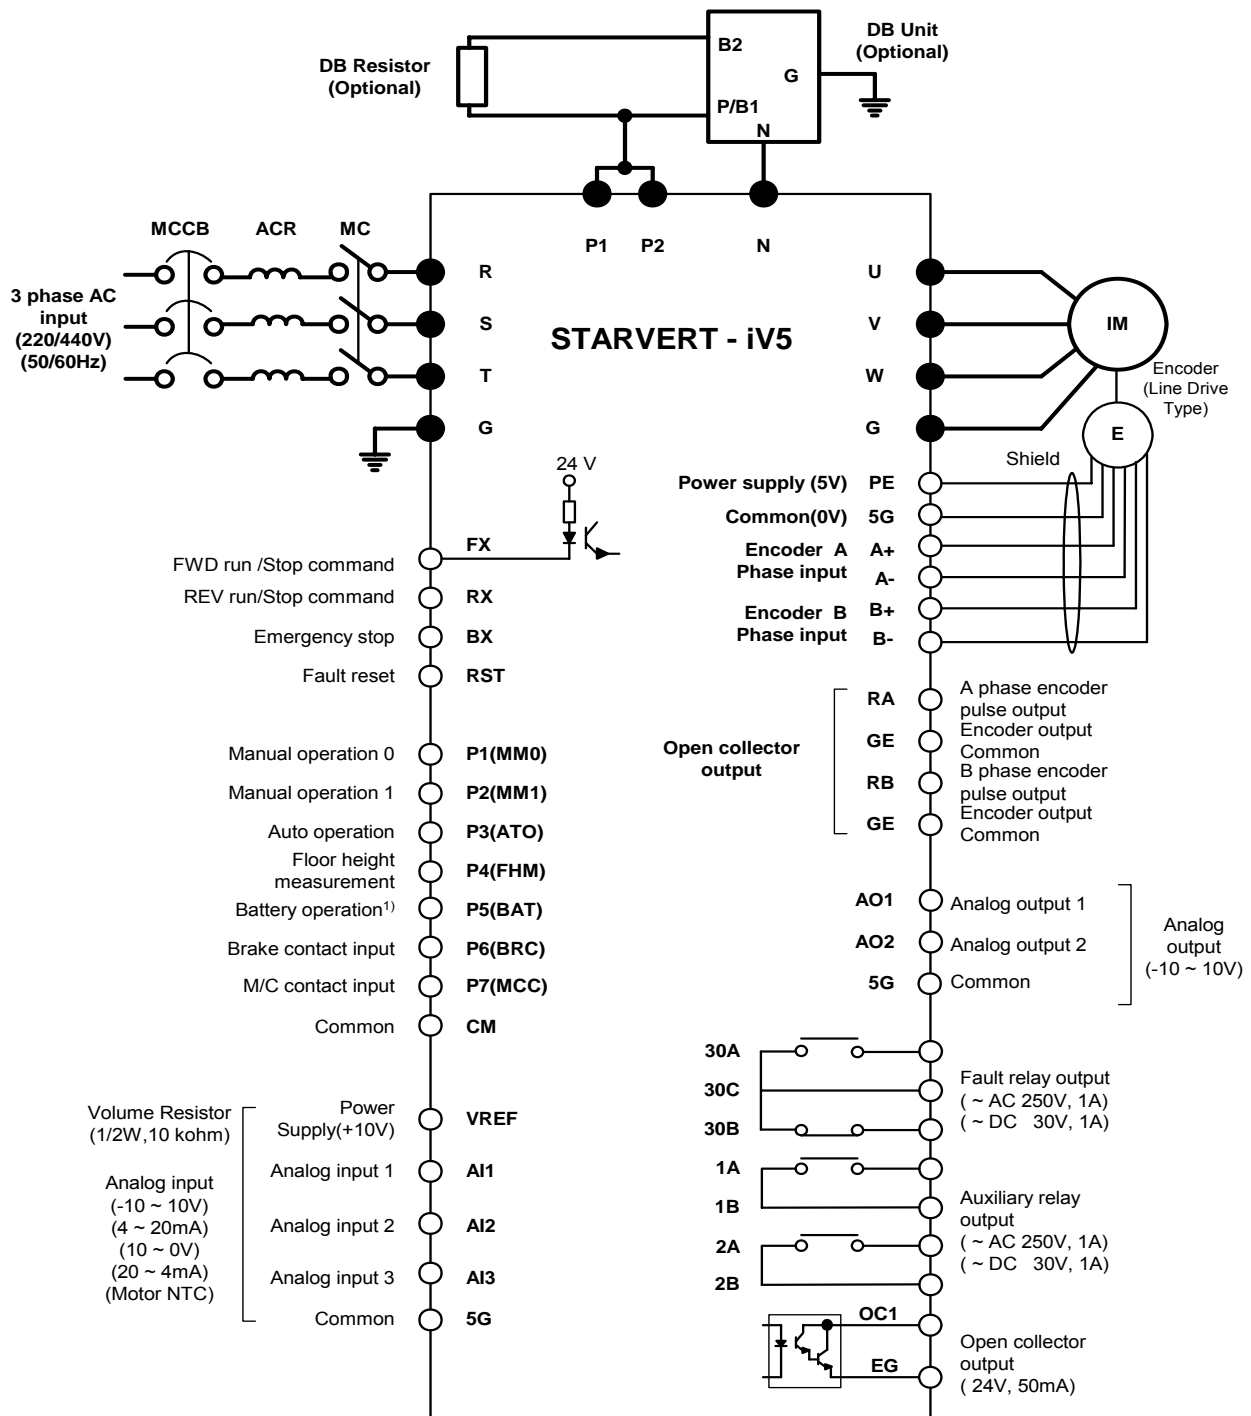 DB Resistor
(Optional)
B2
G
P/B1
N
DB Unit
(Optional)
MCCB
ACR
MC
P1
P2
N
3 phase AC
input
(220/440V)
(50/60Hz)
R
S
T
G
STARVERT - iV5
U
V
W
G
IM
Encoder
(Line Drive
Type)
E
Shield
24 V
FWD run /Stop command
FX
REV run/Stop command
RX
Emergency stop
BX
Fault reset
RST
Manual operation 0
P1(MM0)
Manual operation 1
P2(MM1)
Auto operation
P3(ATO)
Floor height
measurement
P4(FHM)
Battery operation1)
P5(BAT)
Brake contact input
P6(BRC)
M/C contact input
P7(MCC)
Common
CM
Volume Resistor
(1/2W,10 kohm)
Analog input
(-10 ~ 10V)
(4 ~ 20mA)
(10 ~ 0V)
(20 ~ 4mA)
(Motor NTC)
Power
Supply(+10V)
VREF
Analog input 1
AI1
Analog input 2
AI2
Analog input 3
AI3
Common
5G
Power supply (5V)
PE
Common(0V)
5G
Encoder A
Phase input
A+
A-
Encoder B
Phase input
B+
B-
Open collector
output
RA
A phase encoder
pulse output
GE
Encoder output
Common
RB
B phase encoder
pulse output
GE
Encoder output
Common
AO1
Analog output 1
AO2
Analog output 2
5G
Common
Analog
output
(-10 ~ 10V)
30A
30C
30B
Fault relay output
( ~ AC 250V, 1A)
( ~ DC 30V, 1A)
1A
1B
2A
2B
Auxiliary relay
output
( ~ AC 250V, 1A)
( ~ DC 30V, 1A)
OC1
EG
Open collector
output
( 24V, 50mA)